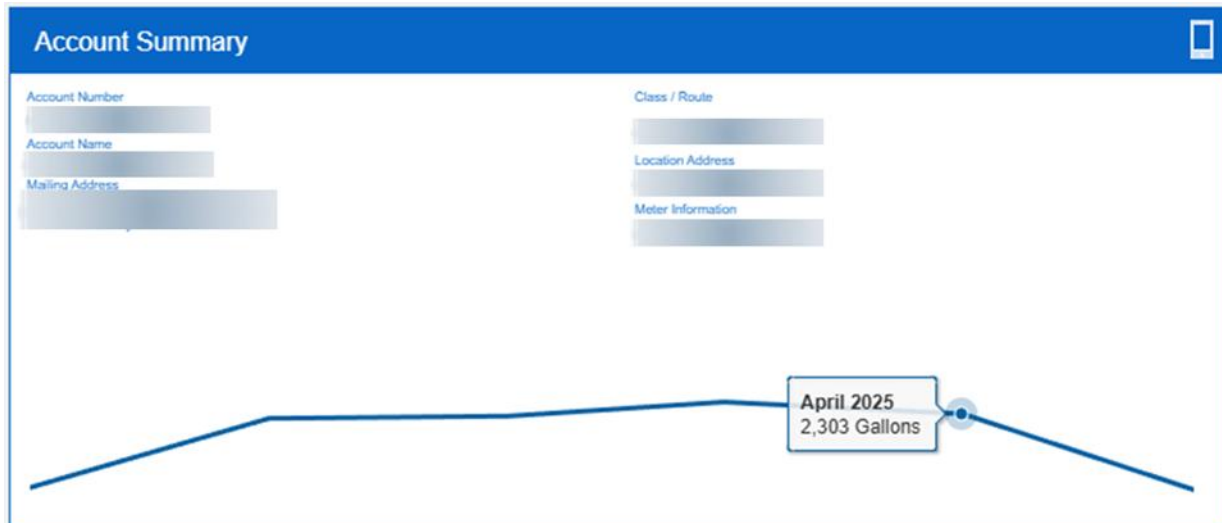 Account Summary
Account Number
Account Name
Mailing Address
Class / Route
Location Address
Meter Information
April 2025
2,303 Gallons